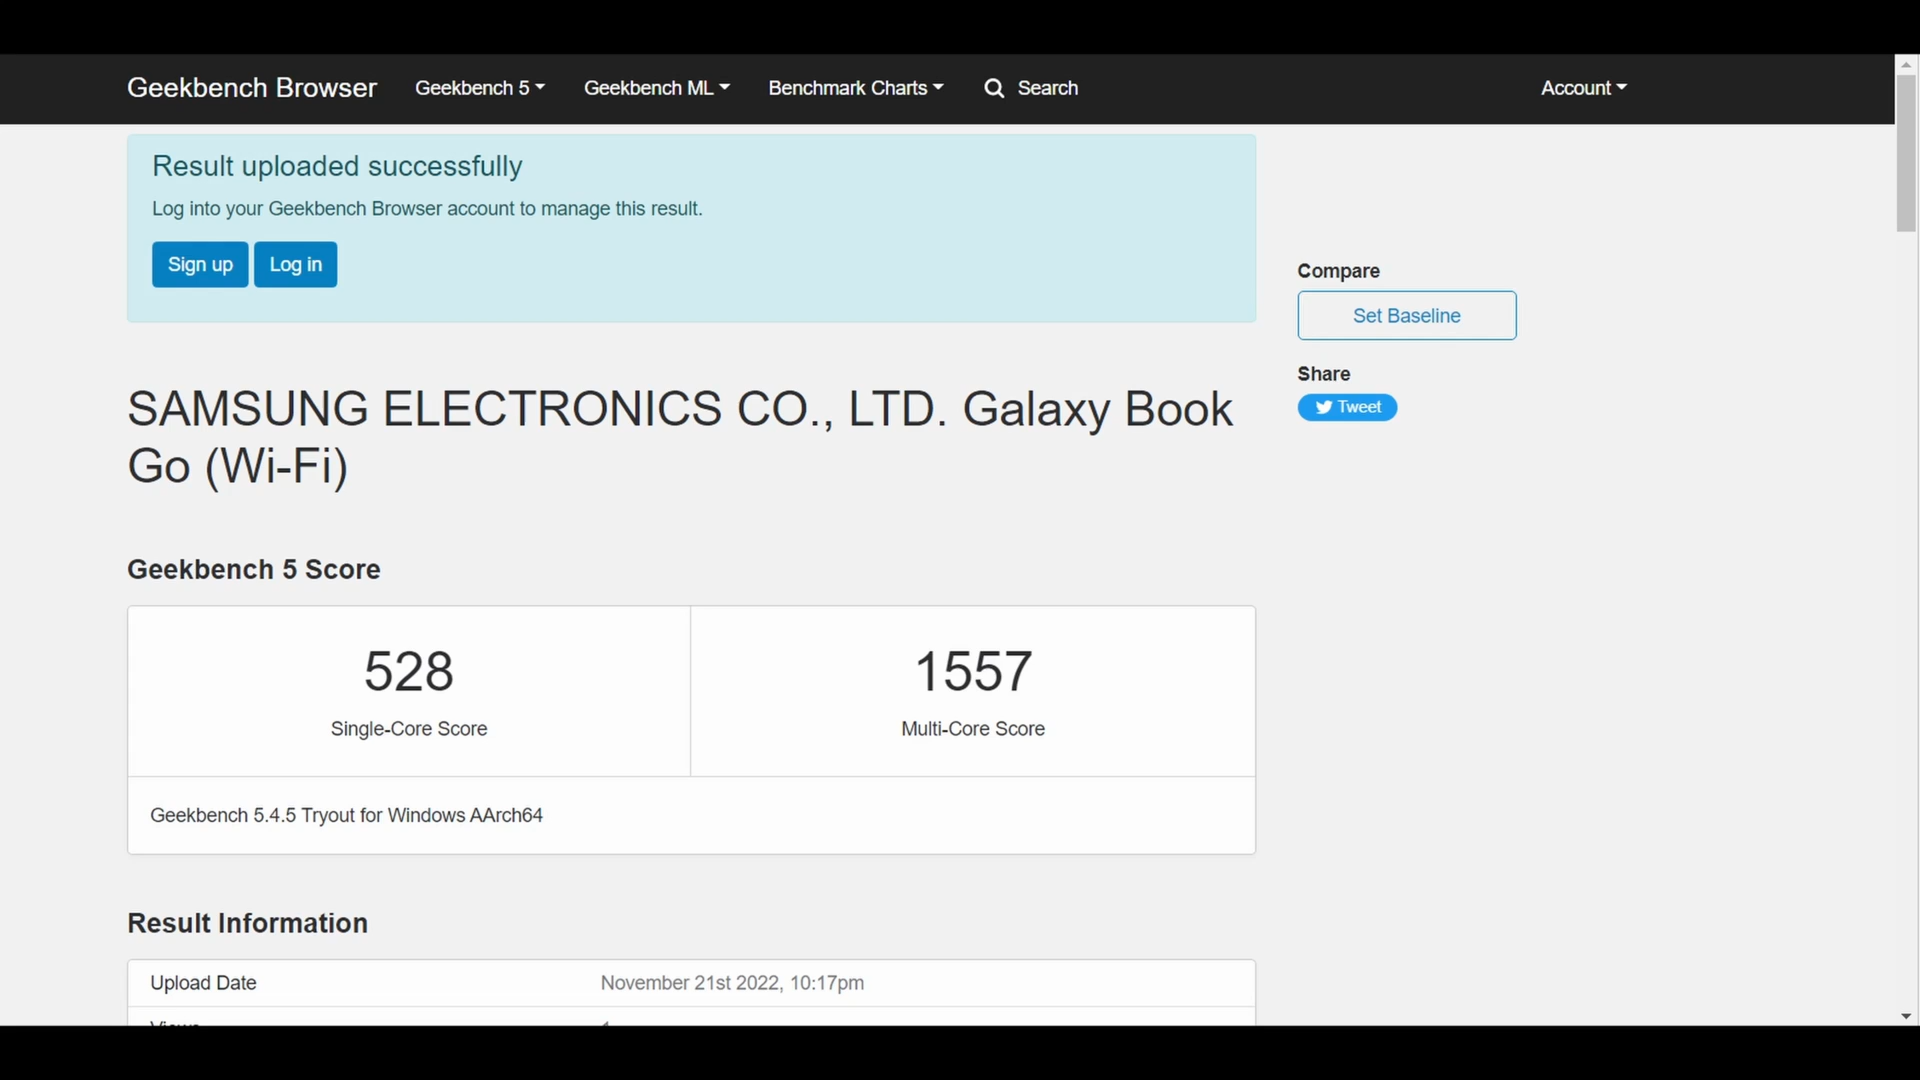 Geekbench Browser Geekbench 5 Geekbench ML Benchmark Charts Search Account
Result uploaded successfully
Log into your Geekbench Browser account to manage this result.
Sign up Log in
Compare
Set Baseline
Share
Tweet
SAMSUNG ELECTRONICS CO., LTD. Galaxy Book
Go (Wi-Fi)
Geekbench 5 Score
528 1557
Single-Core Score Multi-Core Score
Geekbench 5.4.5 Tryout for Windows AArch64
Result Information
Upload Date November 21st 2022, 10:17pm
Views